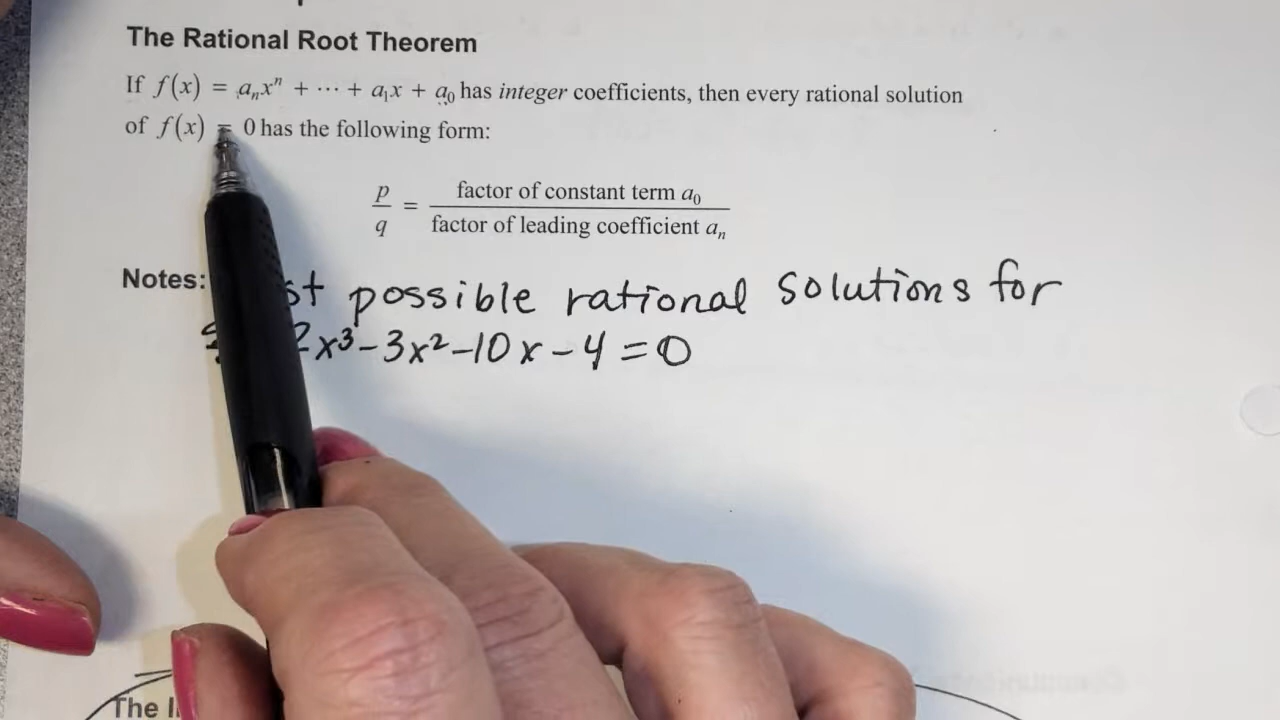 The Rational Root Theorem
If f(x) = aₙxⁿ + ⋯ + a₁x + a₀ has integer coefficients, then every rational solution
of f(x) = 0 has the following form:
p/q = factor of constant term a₀ / factor of leading coefficient aₙ
Notes: possible rational solutions for
2x³-3x²-10x-4=0
The